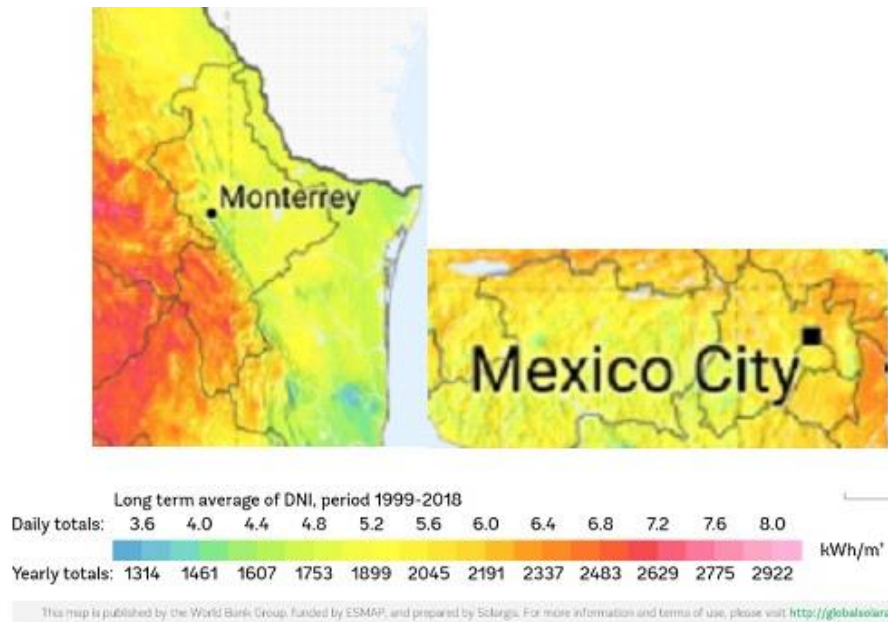 Monterrey
Mexico City
Long term average of DNI, period 1999-2018
Daily totals: 3.6 4.0 4.4 4.8 5.2 5.6 6.0 6.4 6.8 7.2 7.6 8.0
kWh/m²
Yearly totals: 1314 1461 1607 1753 1899 2045 2191 2337 2483 2629 2775 2922
This map is published by the World Bank Group, funded by ESMAP, and prepared by Solargis. For more information and terms of use, please visit http://globalsolara